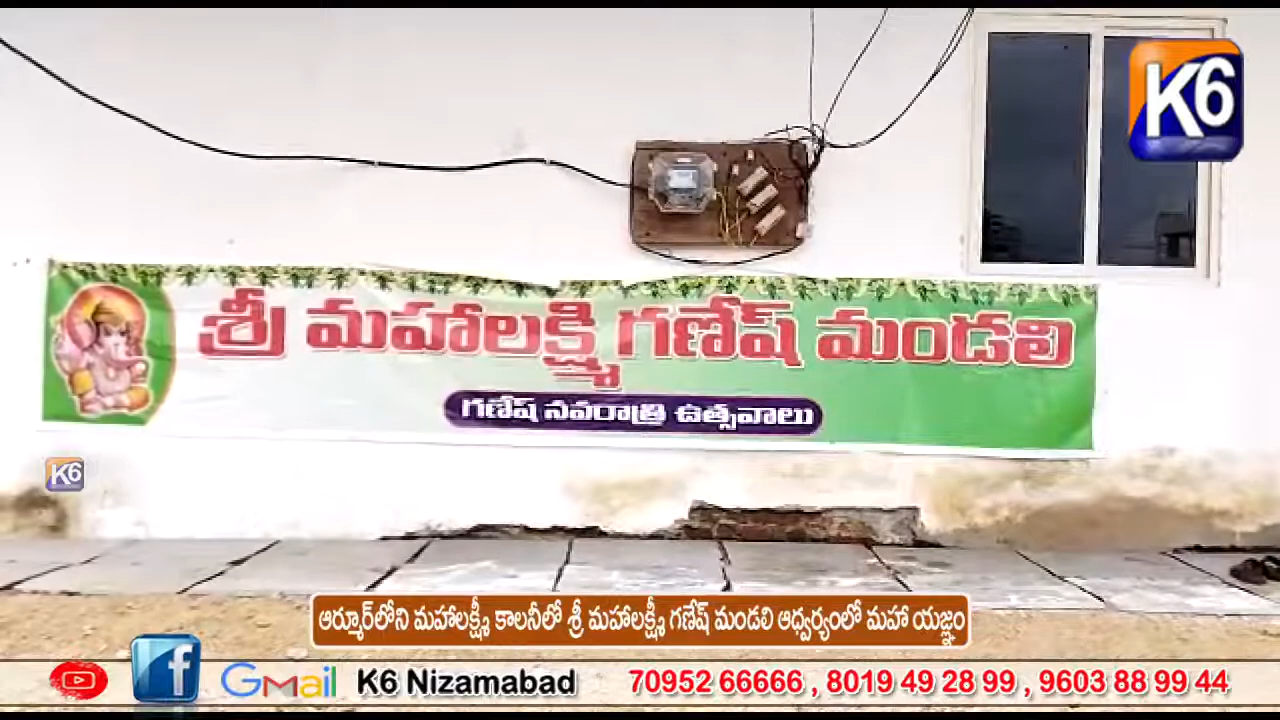 K6
శ్రీ మహాలక్ష్మి గణేష్ మండలి
గణేష్ నవరాత్రి ఉత్సవాలు
K6
ఆర్మూర్‌లోని మహాలక్ష్మీ కాలనీలో శ్రీ మహాలక్ష్మీ గణేష్ మండలి ఆధ్వర్యంలో మహా యజ్ఞం
f Gmail K6 Nizamabad 70952 66666 , 8019 49 28 99 , 9603 88 99 44